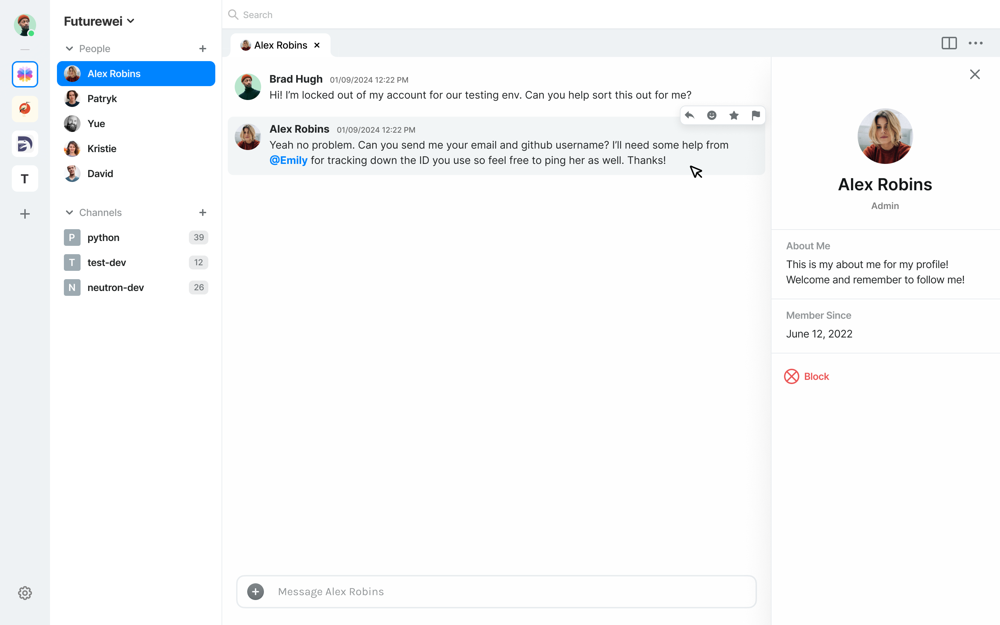 Futurewei
People
Alex Robins
Patryk
Yue
Kristie
David
T
Channels
P python 39
T test-dev 12
N neutron-dev 26
Search
Alex Robins
Brad Hugh 01/09/2024 12:22 PM
Hi! I’m locked out of my account for our testing env. Can you help sort this out for me?
Alex Robins 01/09/2024 12:22 PM
Yeah no problem. Can you send me your email and github username? I’ll need some help from
@Emily for tracking down the ID you use so feel free to ping her as well. Thanks!
Message Alex Robins
Alex Robins
Admin
About Me
This is my about me for my profile!
Welcome and remember to follow me!
Member Since
June 12, 2022
Block